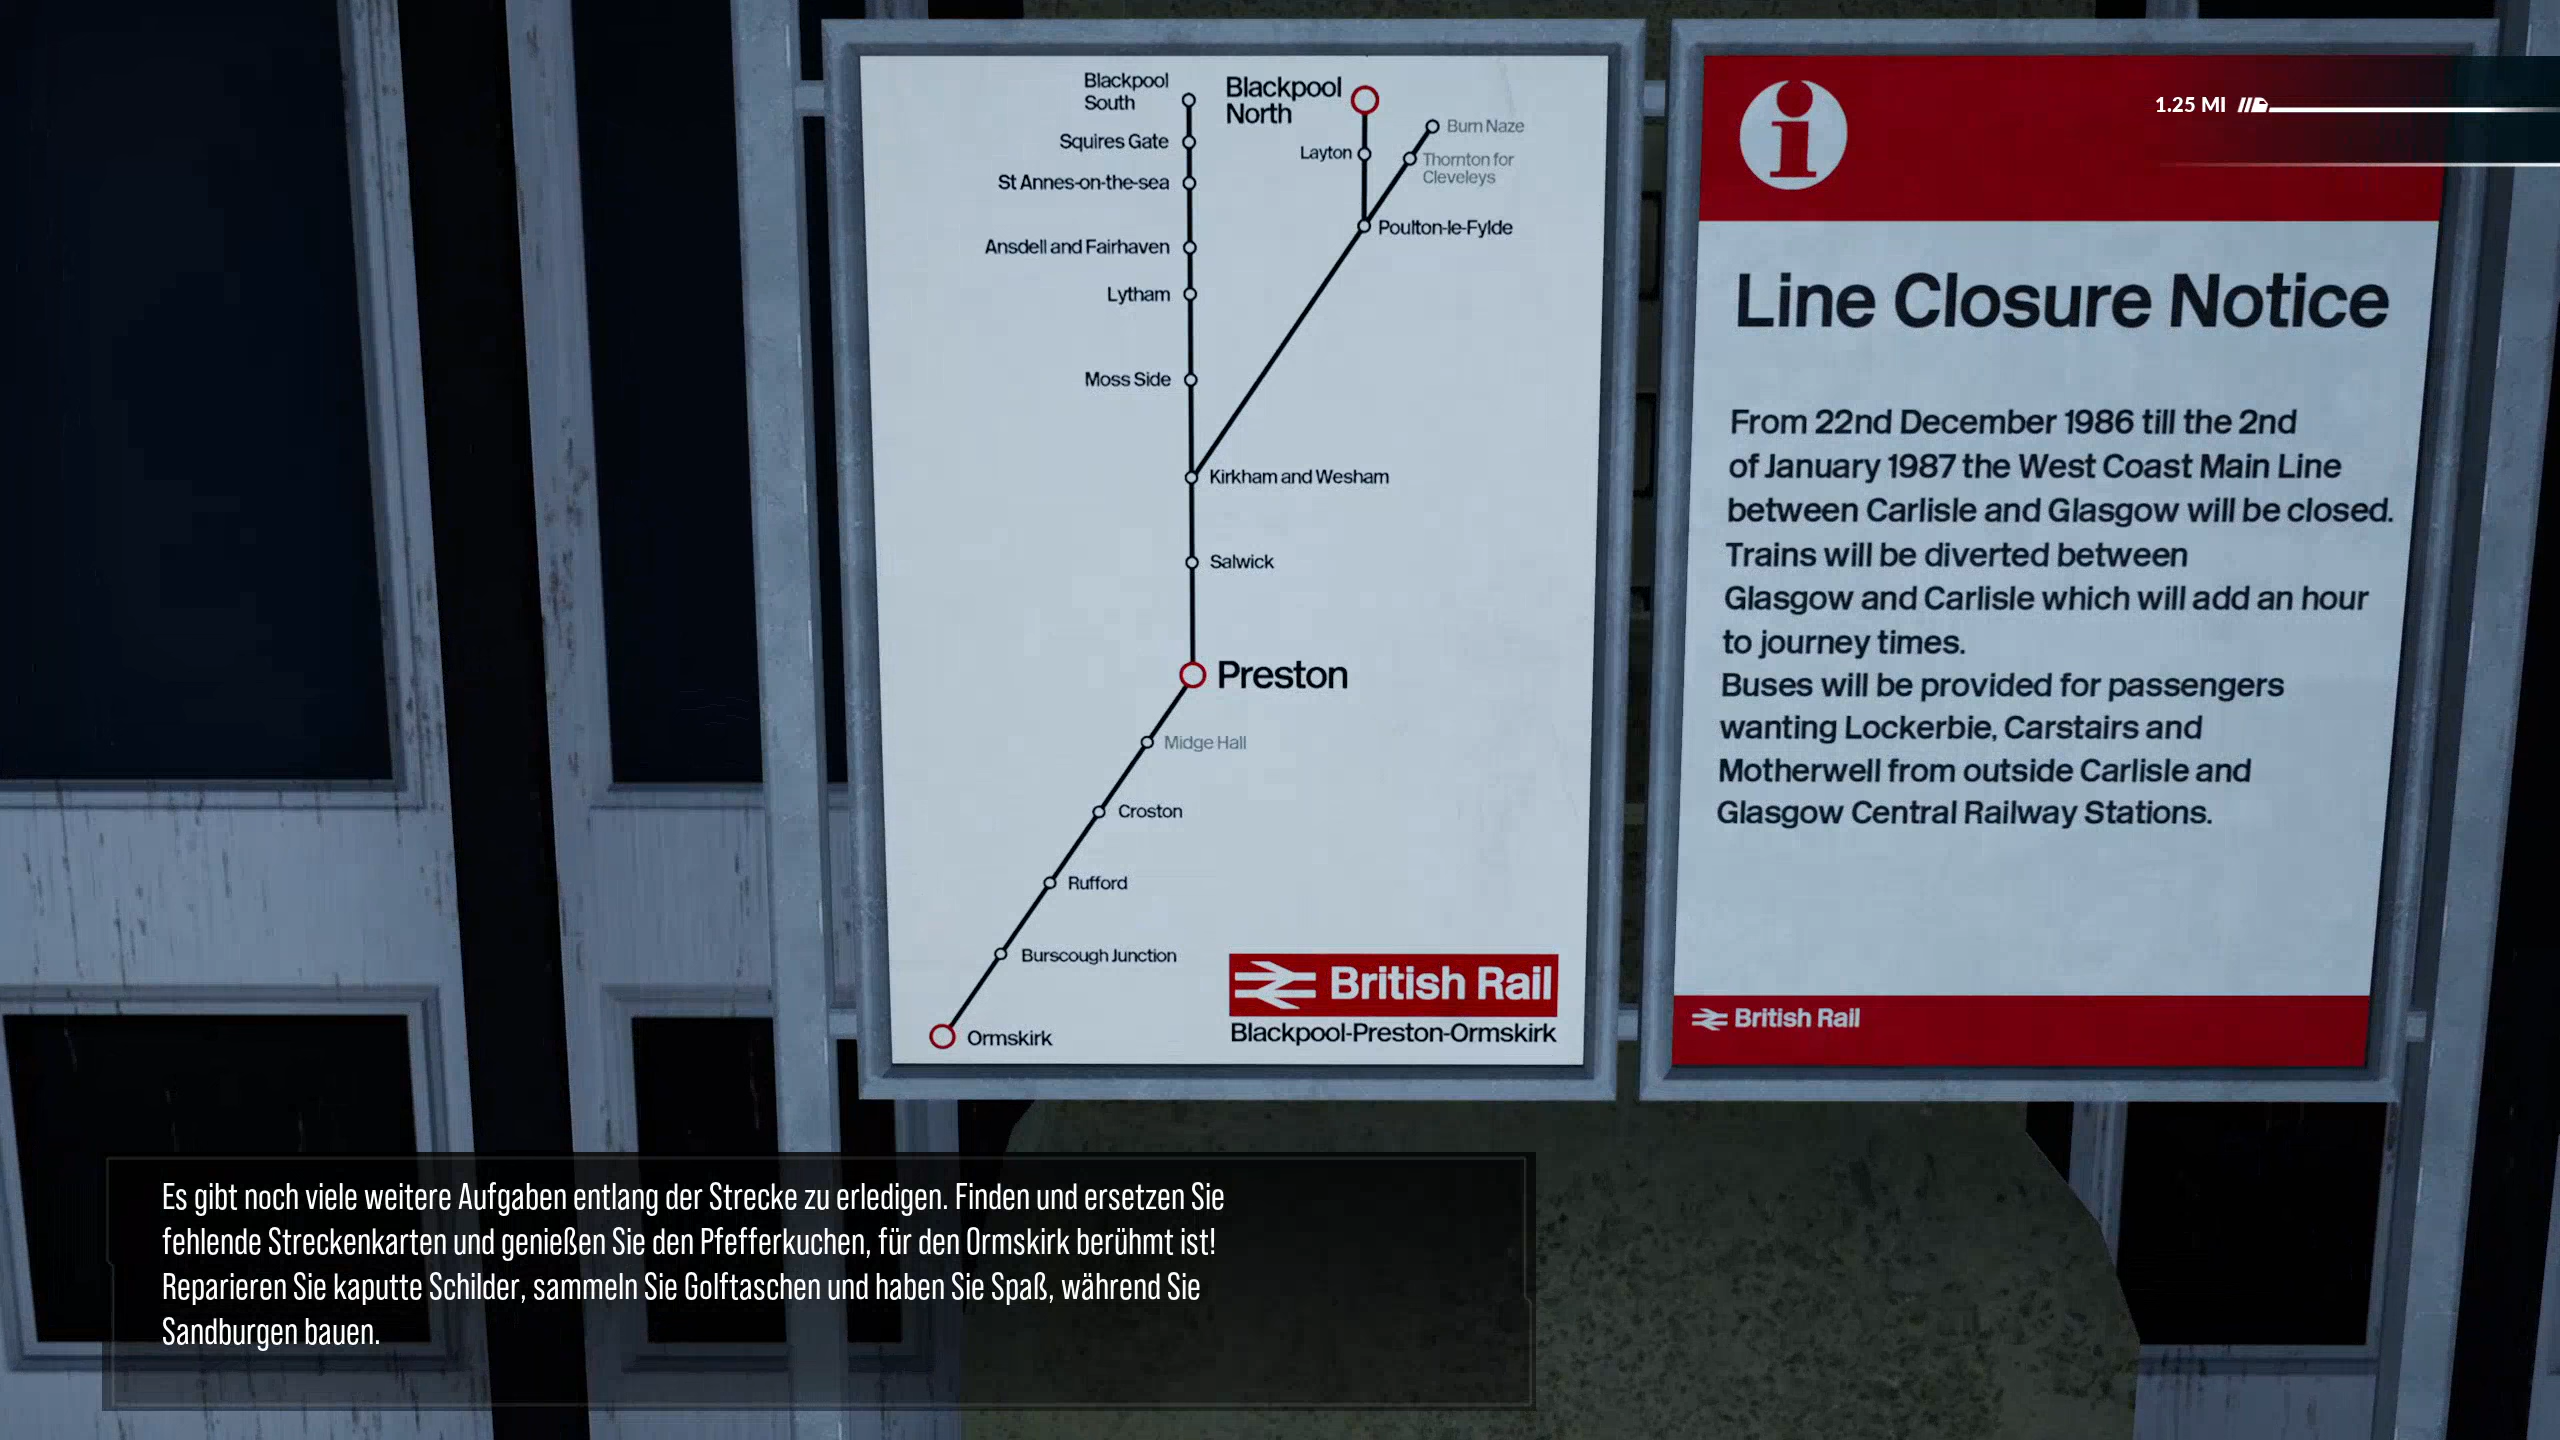 Blackpool
South
Squires Gate
St Annes-on-the-sea
Ansdell and Fairhaven
Lytham
Moss Side
Blackpool
North
Layton
Burn Naze
Thornton for
Cleveleys
Poulton-le-Fylde
Kirkham and Wesham
Salwick
Preston
Midge Hall
Croston
Rufford
Burscough Junction
Ormskirk
British Rail
Blackpool-Preston-Ormskirk
1.25 MI
Line Closure Notice
From 22nd December 1986 till the 2nd
of January 1987 the West Coast Main Line
between Carlisle and Glasgow will be closed.
Trains will be diverted between
Glasgow and Carlisle which will add an hour
to journey times.
Buses will be provided for passengers
wanting Lockerbie, Carstairs and
Motherwell from outside Carlisle and
Glasgow Central Railway Stations.
British Rail
Es gibt noch viele weitere Aufgaben entlang der Strecke zu erledigen. Finden und ersetzen Sie
fehlende Streckenkarten und genießen Sie den Pfefferkuchen, für den Ormskirk berühmt ist!
Reparieren Sie kaputte Schilder, sammeln Sie Golftaschen und haben Sie Spaß, während Sie
Sandburgen bauen.